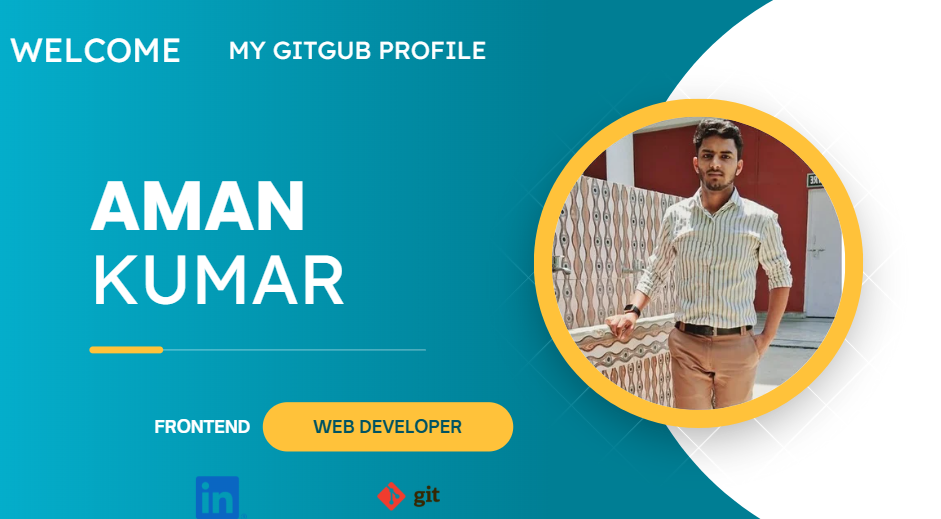 WELCOME MY GITGUB PROFILE
AMAN
KUMAR
FRONTEND WEB DEVELOPER
in git